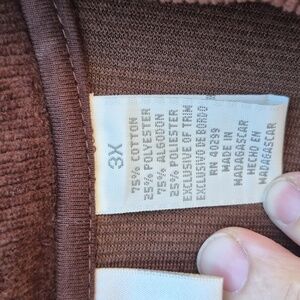 3X
75% COTTON
25% POLYESTER
75% ALGODON
25% POLIESTER
EXCLUSIVE OF TRIM
EXCLUSIVO DE BORDO
RN 40299
MADE IN
MADAGASCAR
HECHO EN
MADAGASCAR